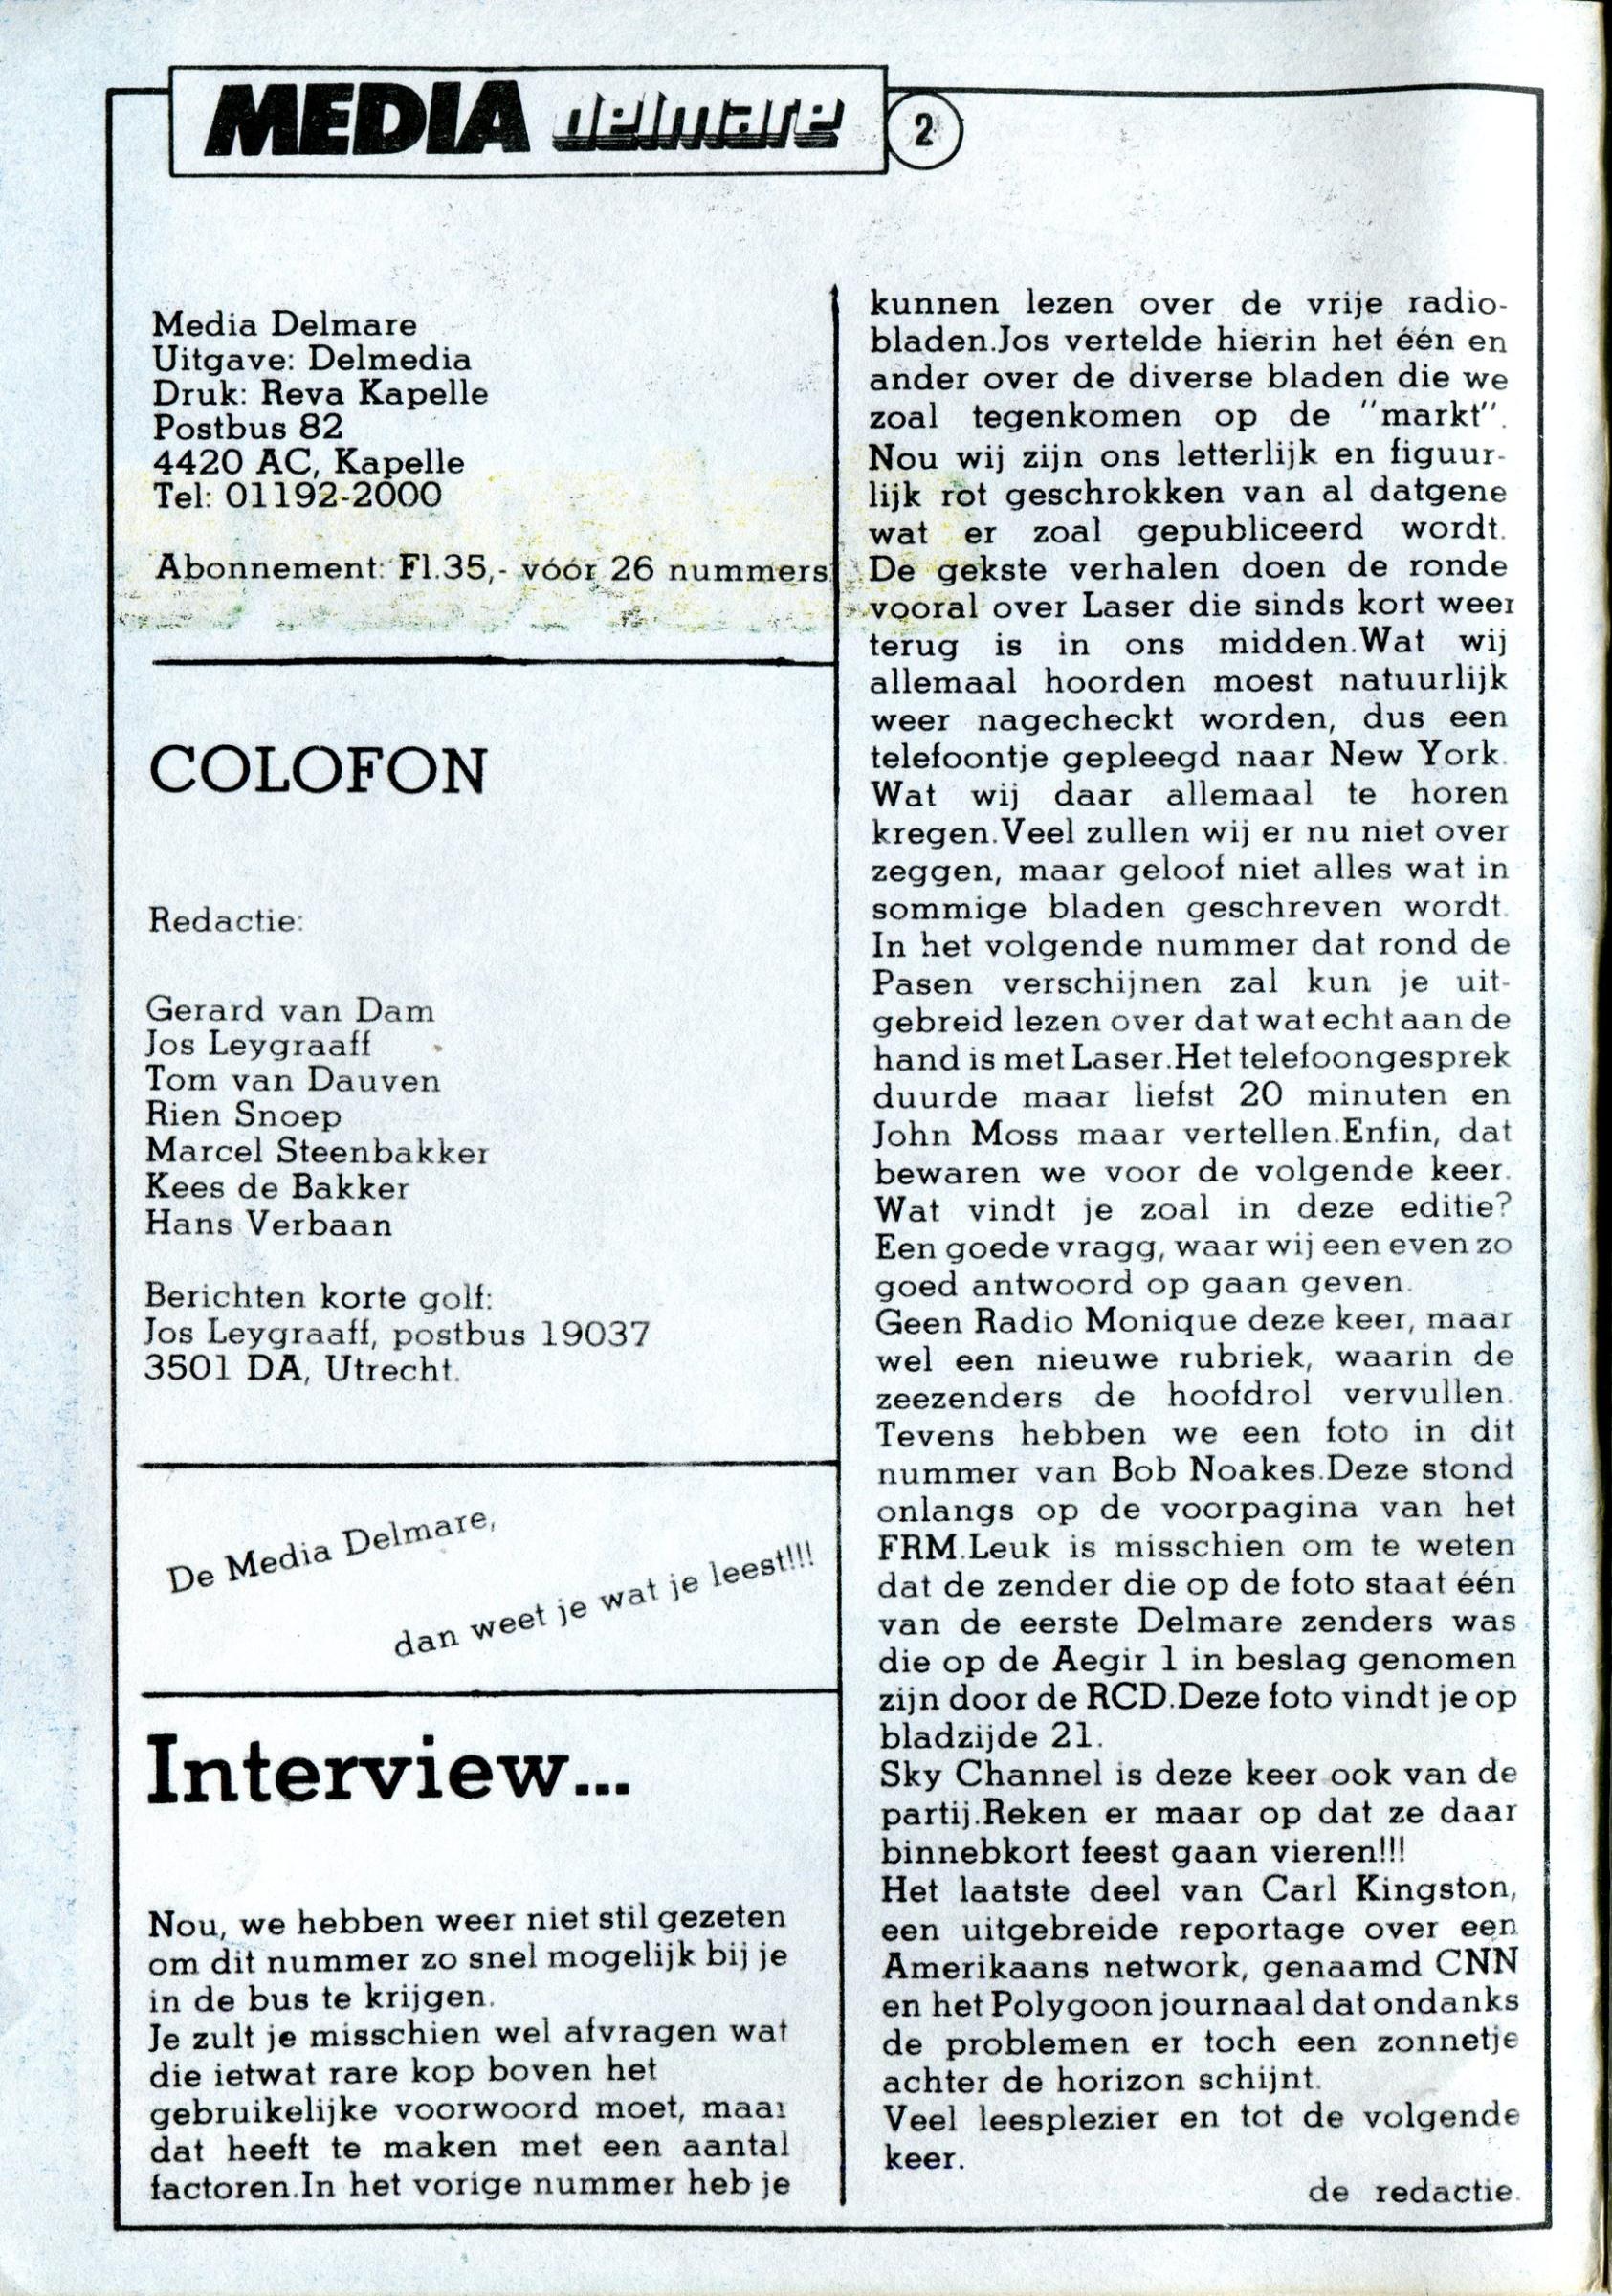 MEDIA delmare 2
Media Delmare
Uitgave: Delmedia
Druk: Reva Kapelle
Postbus 82
4420 AC, Kapelle
Tel: 01192-2000
Abonnement: Fl.35,- vóór 26 nummers
COLOFON
Redactie:
Gerard van Dam
Jos Leygraaff
Tom van Dauven
Rien Snoep
Marcel Steenbakker
Kees de Bakker
Hans Verbaan
Berichten korte golf:
Jos Leygraaff, postbus 19037
3501 DA, Utrecht.
De Media Delmare,
dan weet je wat je leest!!!
Interview...
Nou, we hebben weer niet stil gezeten
om dit nummer zo snel mogelijk bij je
in de bus te krijgen.
Je zult je misschien wel afvragen wat
die ietwat rare kop boven het
gebruikelijke voorwoord moet, maar
dat heeft te maken met een aantal
factoren.In het vorige nummer heb je
kunnen lezen over de vrije radio-
bladen.Jos vertelde hierin het één en
ander over de diverse bladen die we
zoal tegenkomen op de "markt".
Nou wij zijn ons letterlijk en figuur-
lijk rot geschrokken van al datgene
wat er zoal gepubliceerd wordt.
De gekste verhalen doen de ronde
vooral over Laser die sinds kort weer
terug is in ons midden.Wat wij
allemaal hoorden moest natuurlijk
weer nagecheckt worden, dus een
telefoontje gepleegd naar New York.
Wat wij daar allemaal te horen
kregen.Veel zullen wij er nu niet over
zeggen, maar geloof niet alles wat in
sommige bladen geschreven wordt.
In het volgende nummer dat rond de
Pasen verschijnen zal kun je uit-
gebreid lezen over dat wat echt aan de
hand is met Laser.Het telefoongesprek
duurde maar liefst 20 minuten en
John Moss maar vertellen.Enfin, dat
bewaren we voor de volgende keer.
Wat vindt je zoal in deze editie?
Een goede vragg, waar wij een even zo
goed antwoord op gaan geven.
Geen Radio Monique deze keer, maar
wel een nieuwe rubriek, waarin de
zeezenders de hoofdrol vervullen.
Tevens hebben we een foto in dit
nummer van Bob Noakes.Deze stond
onlangs op de voorpagina van het
FRM.Leuk is misschien om te weten
dat de zender die op de foto staat één
van de eerste Delmare zenders was
die op de Aegir 1 in beslag genomen
zijn door de RCD.Deze foto vindt je op
bladzijde 21.
Sky Channel is deze keer ook van de
partij.Reken er maar op dat ze daar
binnebkort feest gaan vieren!!!
Het laatste deel van Carl Kingston,
een uitgebreide reportage over een
Amerikaans network, genaamd CNN
en het Polygoon journaal dat ondanks
de problemen er toch een zonnetje
achter de horizon schijnt.
Veel leesplezier en tot de volgende
keer.
de redactie.